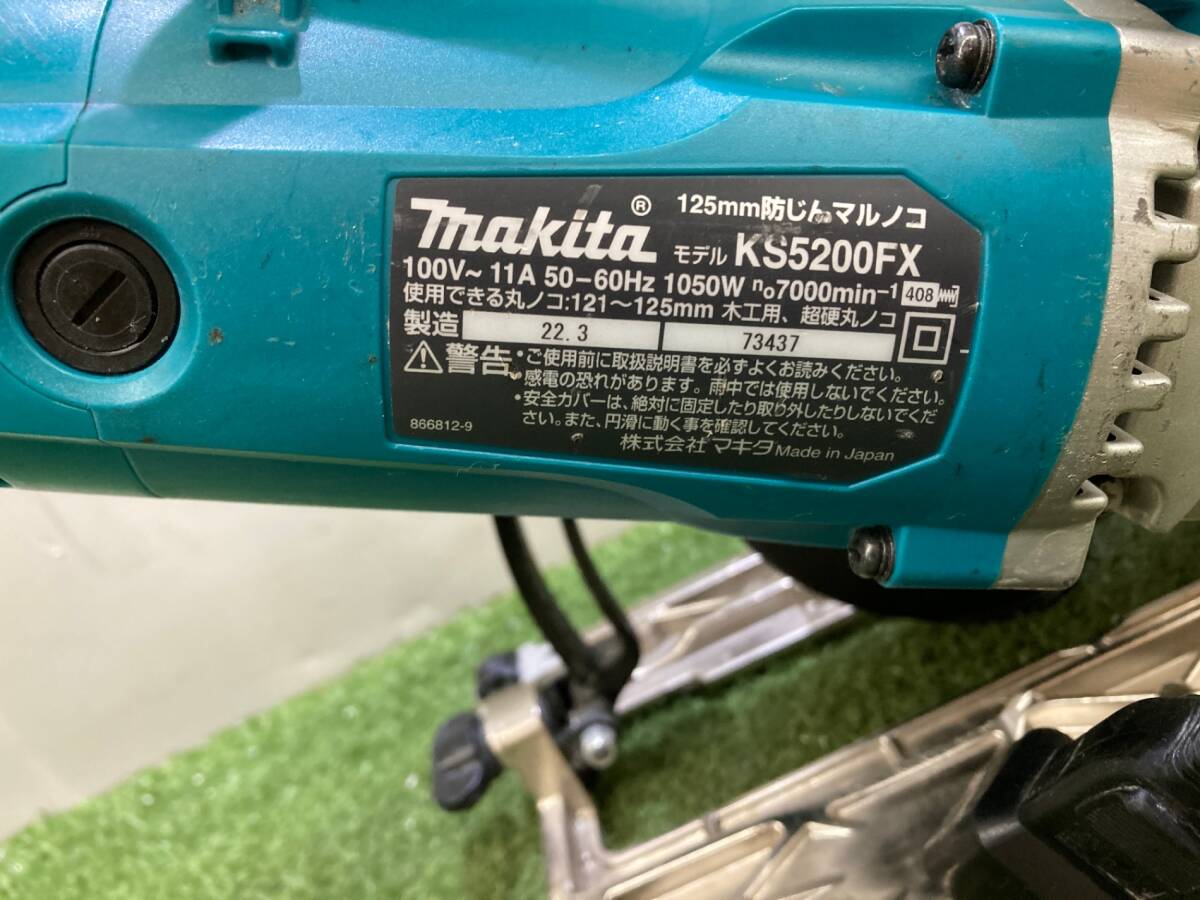 makita ® 125mm防じんマルノコ
モデル KS5200FX
100V~ 11A 50-60Hz 1050W n₀7000min⁻¹ 408
使用できる丸ノコ:121〜125mm 木工用、超硬丸ノコ
製造 22.3 73437
警告 ・ご使用前に取扱説明書を必ずよくお読みください。
感電の恐れがあります。雨中では使用しないでください。
・安全カバーは、絶対に固定したり取り外したりしないでくだ
さい。また、円滑に動く事を確認してください。
866812-9
株式会社 マキタ Made in Japan